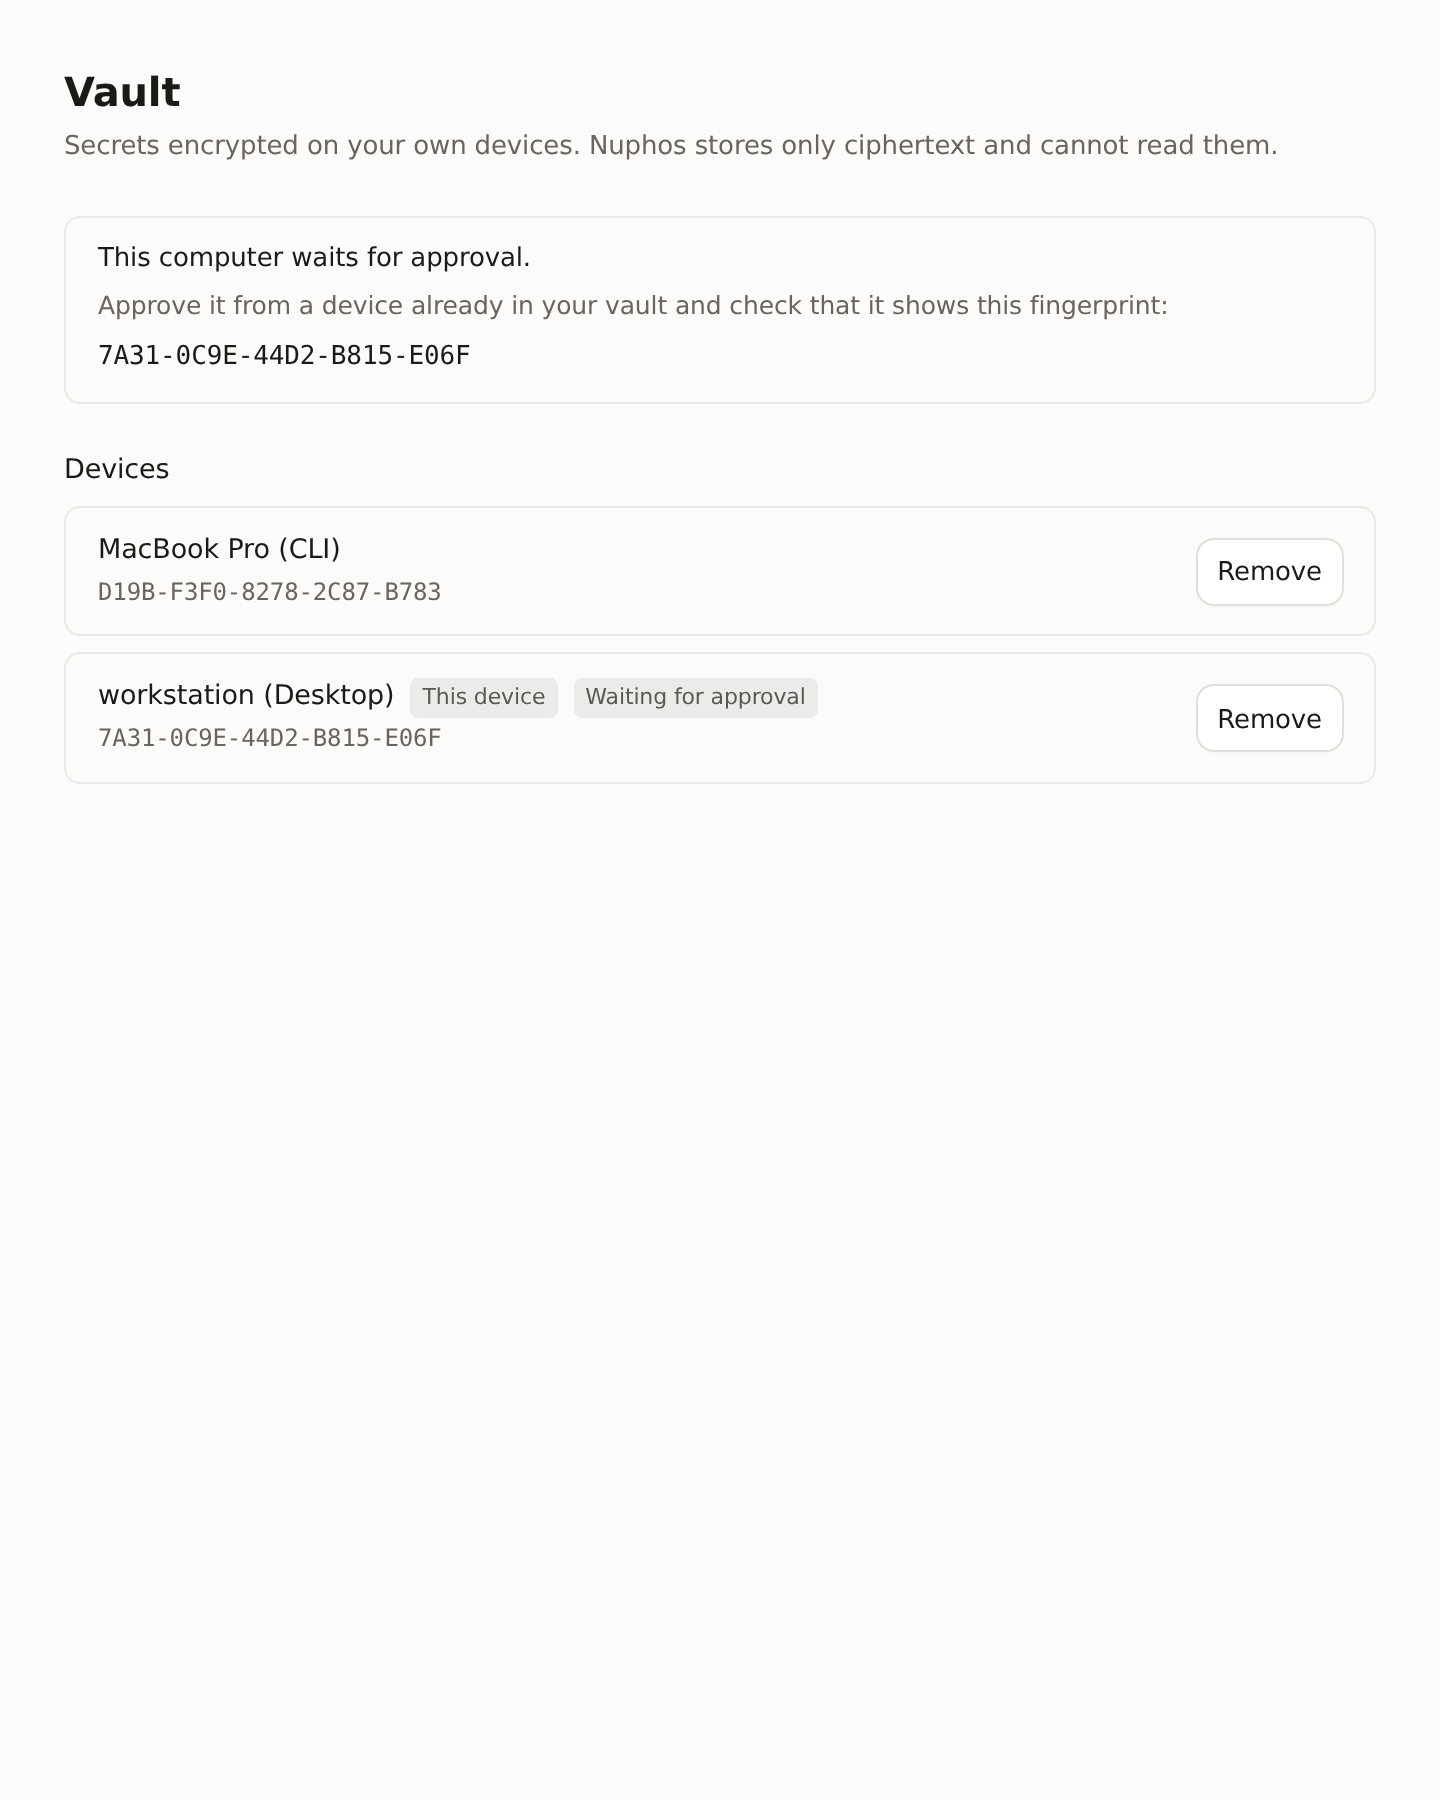 Vault
Secrets encrypted on your own devices. Nuphos stores only ciphertext and cannot read them.
This computer waits for approval.
Approve it from a device already in your vault and check that it shows this fingerprint:
7A31-0C9E-44D2-B815-E06F
Devices
MacBook Pro (CLI)
Remove
D19B-F3F0-8278-2C87-B783
workstation (Desktop) This device Waiting for approval
Remove
7A31-0C9E-44D2-B815-E06F